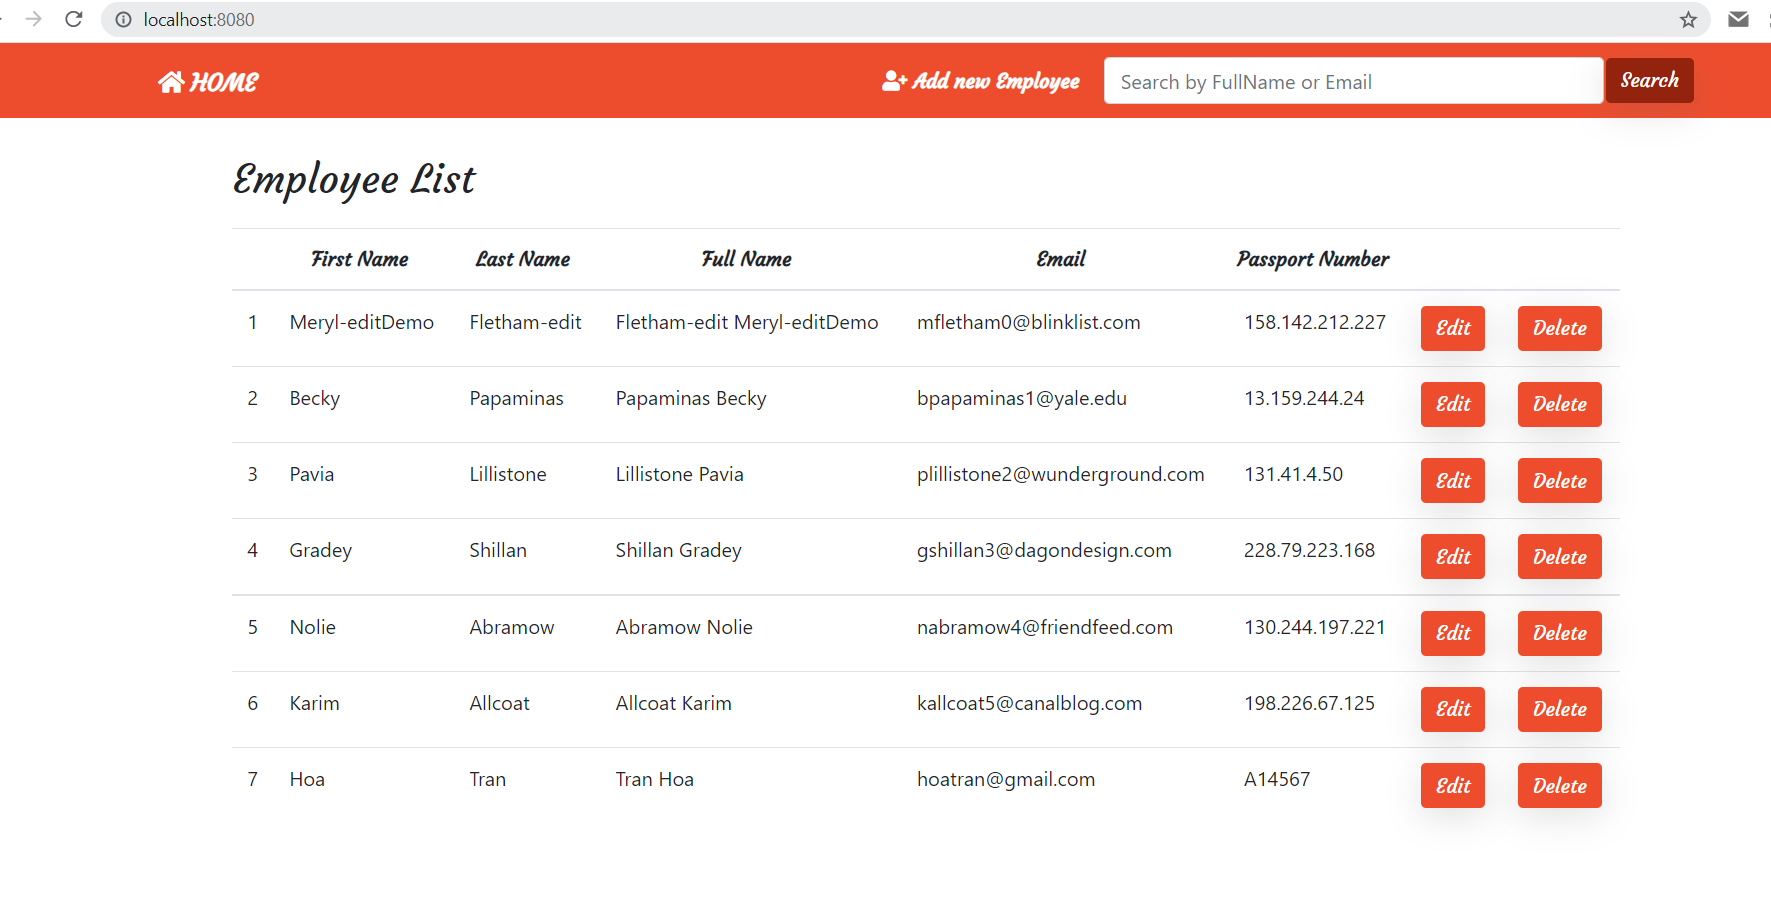 localhost:8080
HOME Add new Employee Search by FullName or Email Search
Employee List
First Name Last Name Full Name Email Passport Number
1 Meryl-editDemo Fletham-edit Fletham-edit Meryl-editDemo mfletham0@blinklist.com 158.142.212.227 Edit Delete
2 Becky Papaminas Papaminas Becky bpapaminas1@yale.edu 13.159.244.24 Edit Delete
3 Pavia Lillistone Lillistone Pavia plillistone2@wunderground.com 131.41.4.50 Edit Delete
4 Gradey Shillan Shillan Gradey gshillan3@dagondesign.com 228.79.223.168 Edit Delete
5 Nolie Abramow Abramow Nolie nabramow4@friendfeed.com 130.244.197.221 Edit Delete
6 Karim Allcoat Allcoat Karim kallcoat5@canalblog.com 198.226.67.125 Edit Delete
7 Hoa Tran Tran Hoa hoatran@gmail.com A14567 Edit Delete